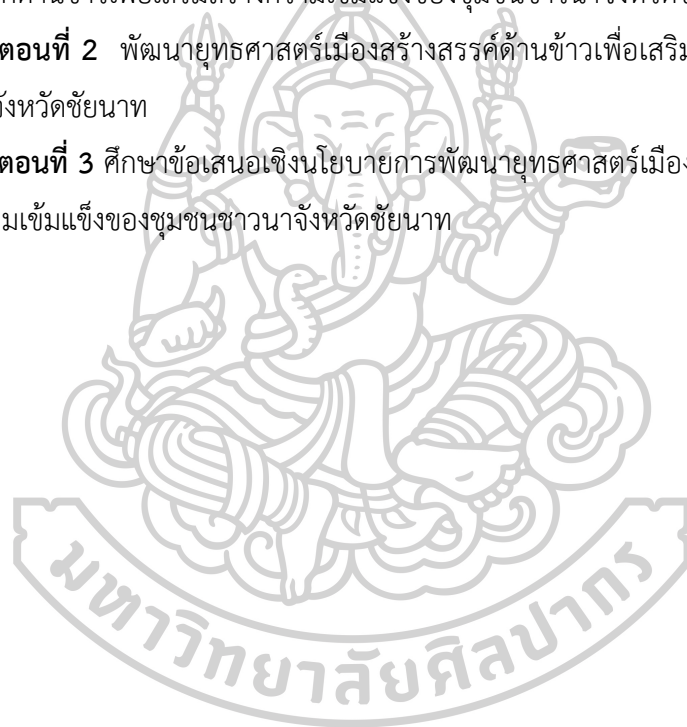 ตอนที่ 2 พัฒนายุทธศาสตร์เมืองสร้างสรรค์ด้านข้าวเพื่อเสริม
จังหวัดชัยนาท
ตอนที่ 3 ศึกษาข้อเสนอเชิงนโยบายการพัฒนายุทธศาสตร์เมือง
มเข้มแข็งของชุมชนชาวนาจังหวัดชัยนาท
มหาวิทยาลัยศิลปากร